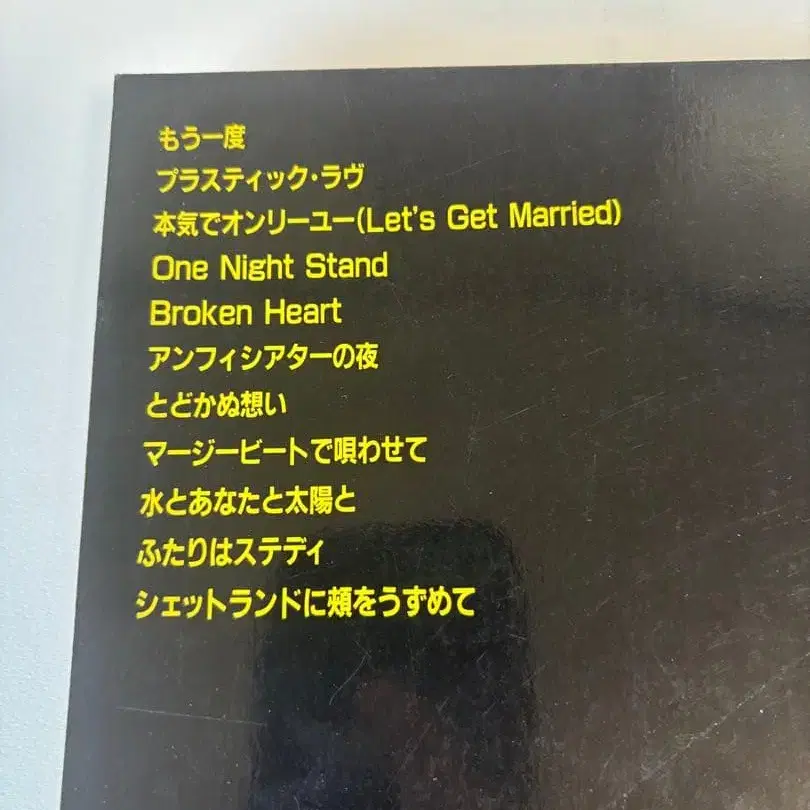 もう一度
プラスティック・ラヴ
本気でオンリーユー(Let's Get Married)
One Night Stand
Broken Heart
アンフィシアターの夜
とどかぬ想い
マージービートで唄わせて
水とあなたと太陽と
ふたりはステディ
シェットランドに頬をうずめて